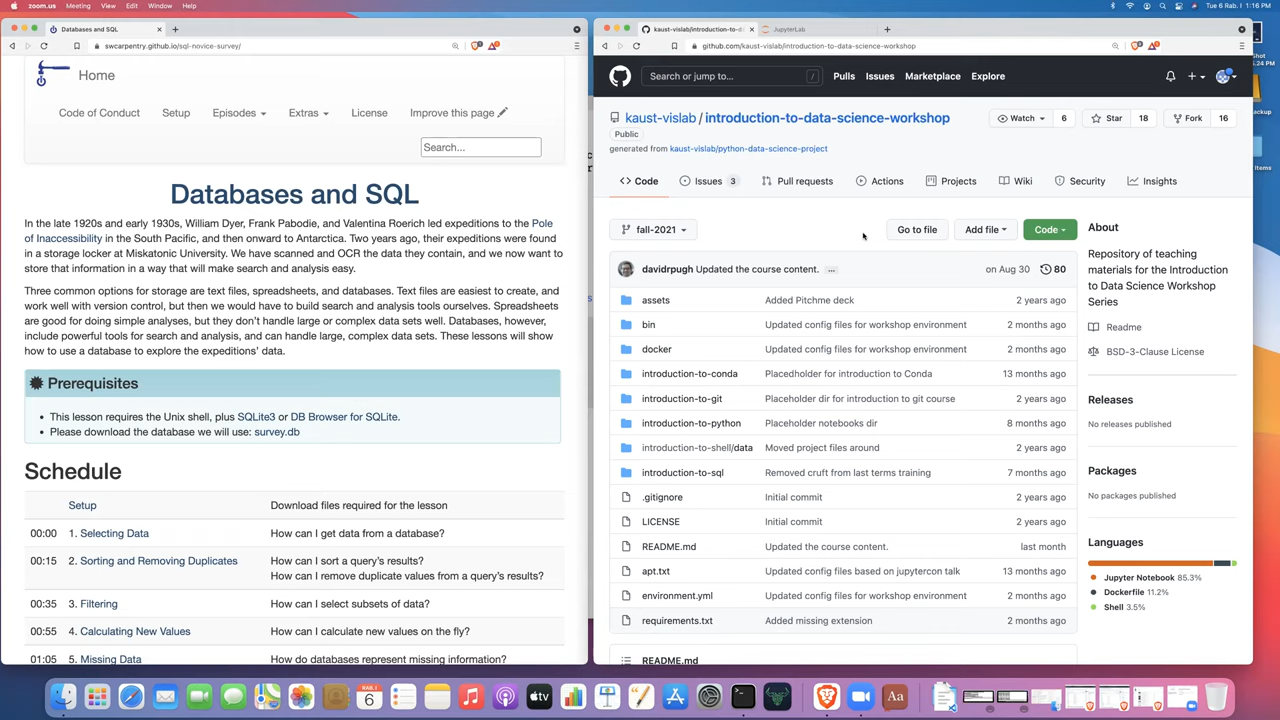 zoom.us Meeting View Edit Window Help
Tue 6 Rab. I 1:16 PM
Databases and SQL
swcarpentry.github.io/sql-novice-survey/
Home
Code of Conduct Setup Episodes Extras License Improve this page
Search...
Databases and SQL
In the late 1920s and early 1930s, William Dyer, Frank Pabodie, and Valentina Roerich led expeditions to the Pole
of Inaccessibility in the South Pacific, and then onward to Antarctica. Two years ago, their expeditions were found
in a storage locker at Miskatonic University. We have scanned and OCR the data they contain, and we now want to
store that information in a way that will make search and analysis easy.
Three common options for storage are text files, spreadsheets, and databases. Text files are easiest to create, and
work well with version control, but then we would have to build search and analysis tools ourselves. Spreadsheets
are good for doing simple analyses, but they don't handle large or complex data sets well. Databases, however,
include powerful tools for search and analysis, and can handle large, complex data sets. These lessons will show
how to use a database to explore the expeditions' data.
Prerequisites
• This lesson requires the Unix shell, plus SQLite3 or DB Browser for SQLite.
• Please download the database we will use: survey.db
Schedule
Setup Download files required for the lesson
00:00 1. Selecting Data How can I get data from a database?
00:15 2. Sorting and Removing Duplicates How can I sort a query's results?
How can I remove duplicate values from a query's results?
00:35 3. Filtering How can I select subsets of data?
00:55 4. Calculating New Values How can I calculate new values on the fly?
01:05 5. Missing Data How do databases represent missing information?
kaust-vislab/introduction-to-da JupyterLab
github.com/kaust-vislab/introduction-to-data-science-workshop
Search or jump to... / Pulls Issues Marketplace Explore
kaust-vislab / introduction-to-data-science-workshop
Watch 6 Star 18 Fork 16
Public
generated from kaust-vislab/python-data-science-project
Code Issues 3 Pull requests Actions Projects Wiki Security Insights
fall-2021 Go to file Add file Code
davidrpugh Updated the course content. ... on Aug 30 80
assets Added Pitchme deck 2 years ago
bin Updated config files for workshop environment 2 months ago
docker Updated config files for workshop environment 2 months ago
introduction-to-conda Placedholder for introduction to Conda 13 months ago
introduction-to-git Placeholder dir for introduction to git course 2 years ago
introduction-to-python Placeholder notebooks dir 8 months ago
introduction-to-shell/data Moved project files around 2 years ago
introduction-to-sql Removed cruft from last terms training 7 months ago
.gitignore Initial commit 2 years ago
LICENSE Initial commit 2 years ago
README.md Updated the course content. last month
apt.txt Updated config files based on jupytercon talk 13 months ago
environment.yml Updated config files for workshop environment 2 months ago
requirements.txt Added missing extension 2 months ago
README.md
About
Repository of teaching
materials for the Introduction
to Data Science Workshop
Series
Readme
BSD-3-Clause License
Releases
No releases published
Packages
No packages published
Languages
Jupyter Notebook 85.3%
Dockerfile 11.2%
Shell 3.5%